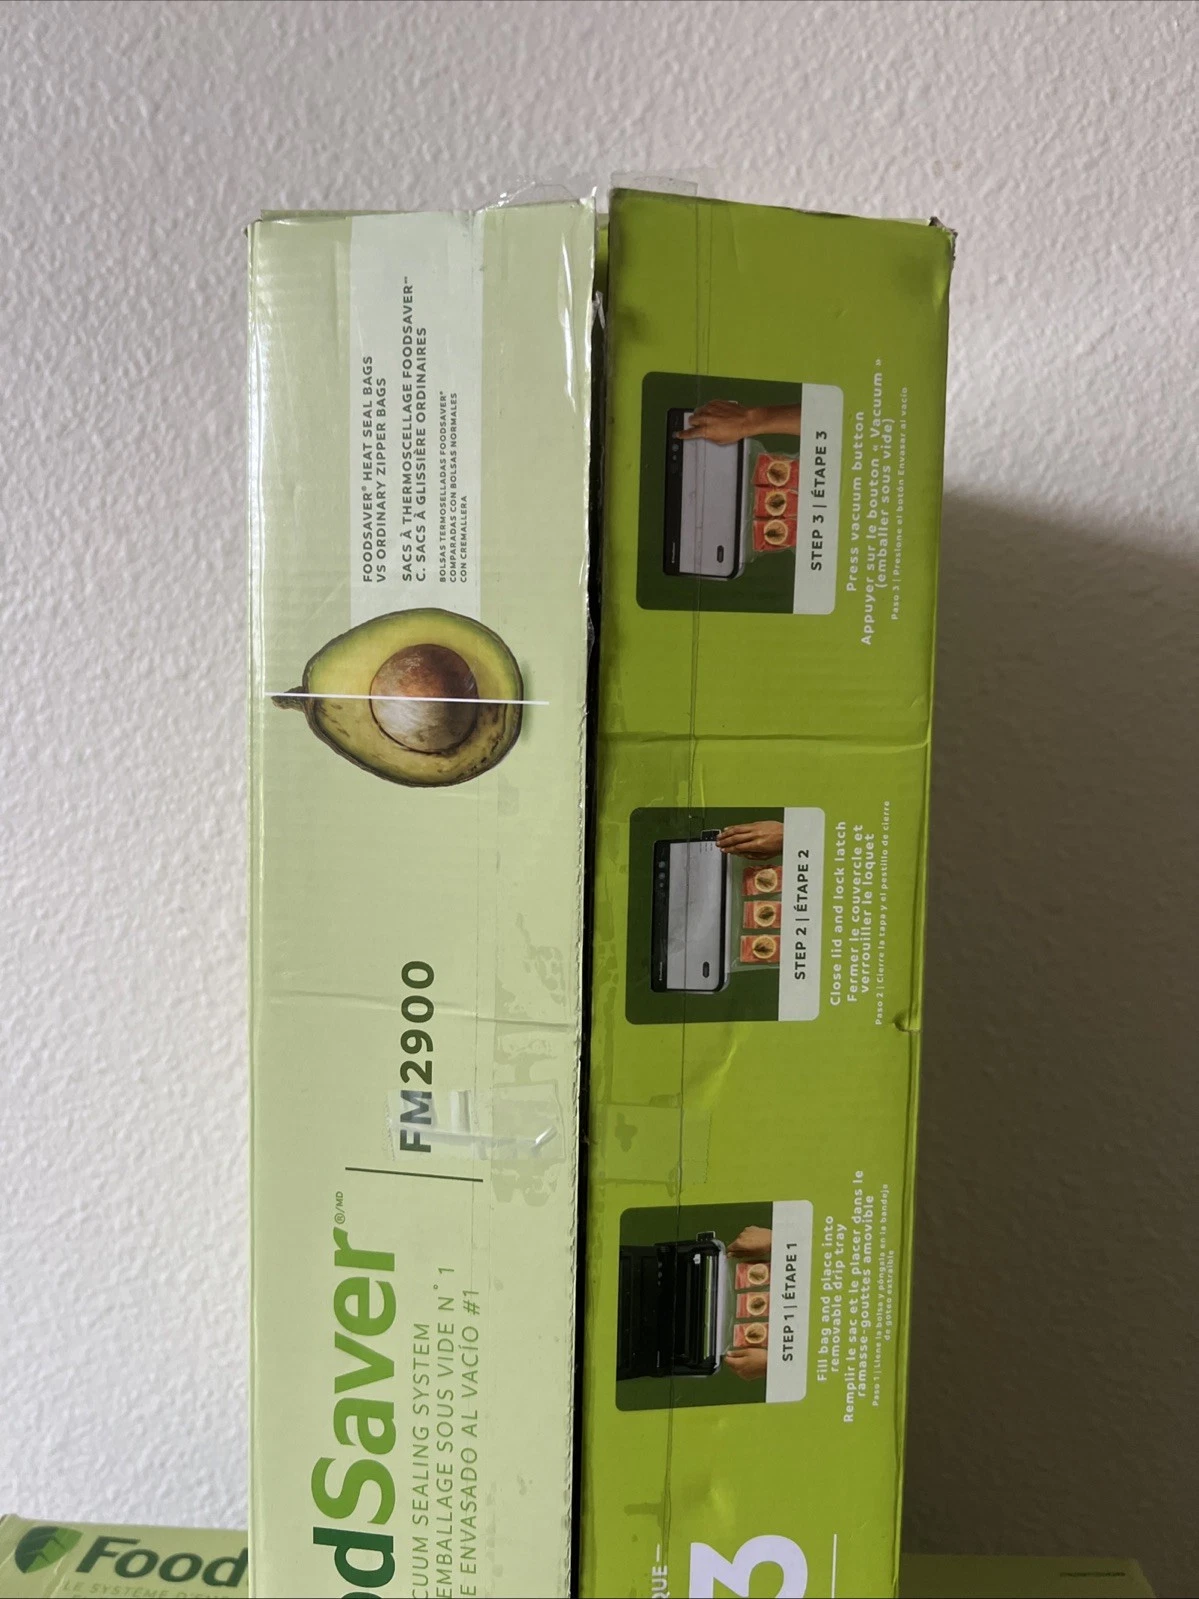 FOODSAVER® HEAT SEAL BAGS
VS ORDINARY ZIPPER BAGS
SACS À THERMOSCELLAGE FOODSAVER™
C. SACS À GLISSIÈRE ORDINAIRES
BOLSAS TERMOSELLADAS FOODSAVER®
COMPARADAS CON BOLSAS NORMALES
CON CREMALLERA
odSaver®/MD
FM2900
CUUM SEALING SYSTEM
EMBALLAGE SOUS VIDE N° 1
E ENVASADO AL VACÍO #1
QUE
3
STEP 1 | ÉTAPE 1
Fill bag and place into
removable drip tray
Remplir le sac et le placer dans le
ramasse-gouttes amovible
Paso 1 | Llene la bolsa y póngala en la bandeja
de goteo extraíble
STEP 2 | ÉTAPE 2
Close lid and lock latch
Fermer le couvercle et
verrouiller le loquet
Paso 2 | Cierre la tapa y el pestillo de cierre
STEP 3 | ÉTAPE 3
Press vacuum button
Appuyer sur le bouton « Vacuum »
(emballer sous vide)
Paso 3 | Presione el botón Envasar al vacío
Food
LE SYSTÈME D'EM